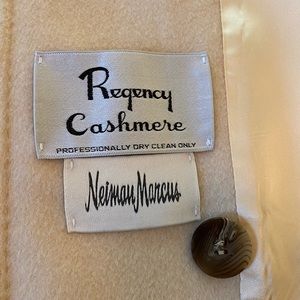 Regency
Cashmere
PROFESSIONALLY DRY CLEAN ONLY
Neiman Marcus